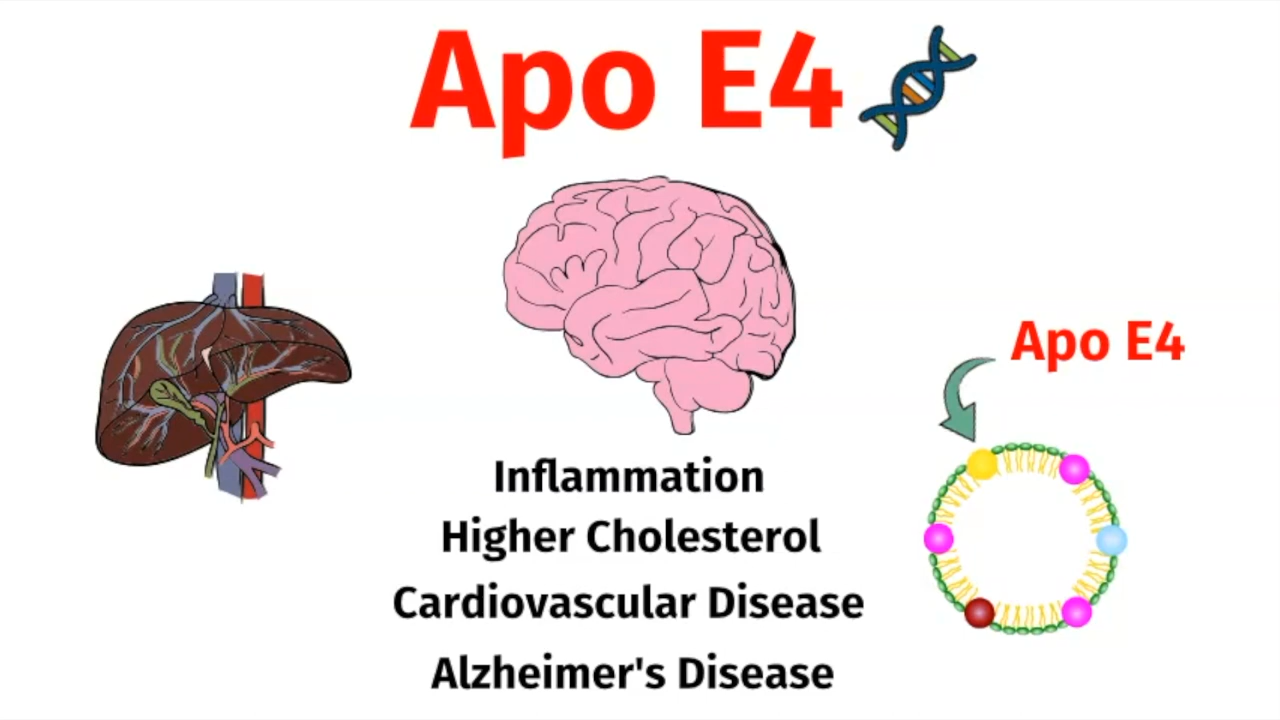 Apo E4
Apo E4
Inflammation
Higher Cholesterol
Cardiovascular Disease
Alzheimer's Disease